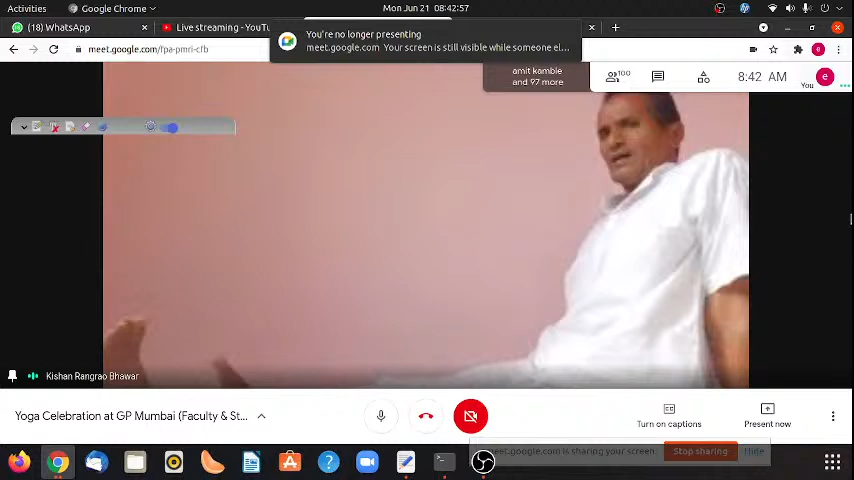 Activities
Google Chrome
Mon Jun 21 08:42:57
(18) WhatsApp
Live streaming - YouTu
You're no longer presenting
meet.google.com Your screen is still visible while someone el...
meet.google.com/fpa-pmri-cfb
amit kamble
and 97 more
100
8:42 AM
e
You
Kishan Rangrao Bhawar
Yoga Celebration at GP Mumbai (Faculty & St...
Turn on captions
Present now
meet.google.com is sharing your screen.
Stop sharing
Hide